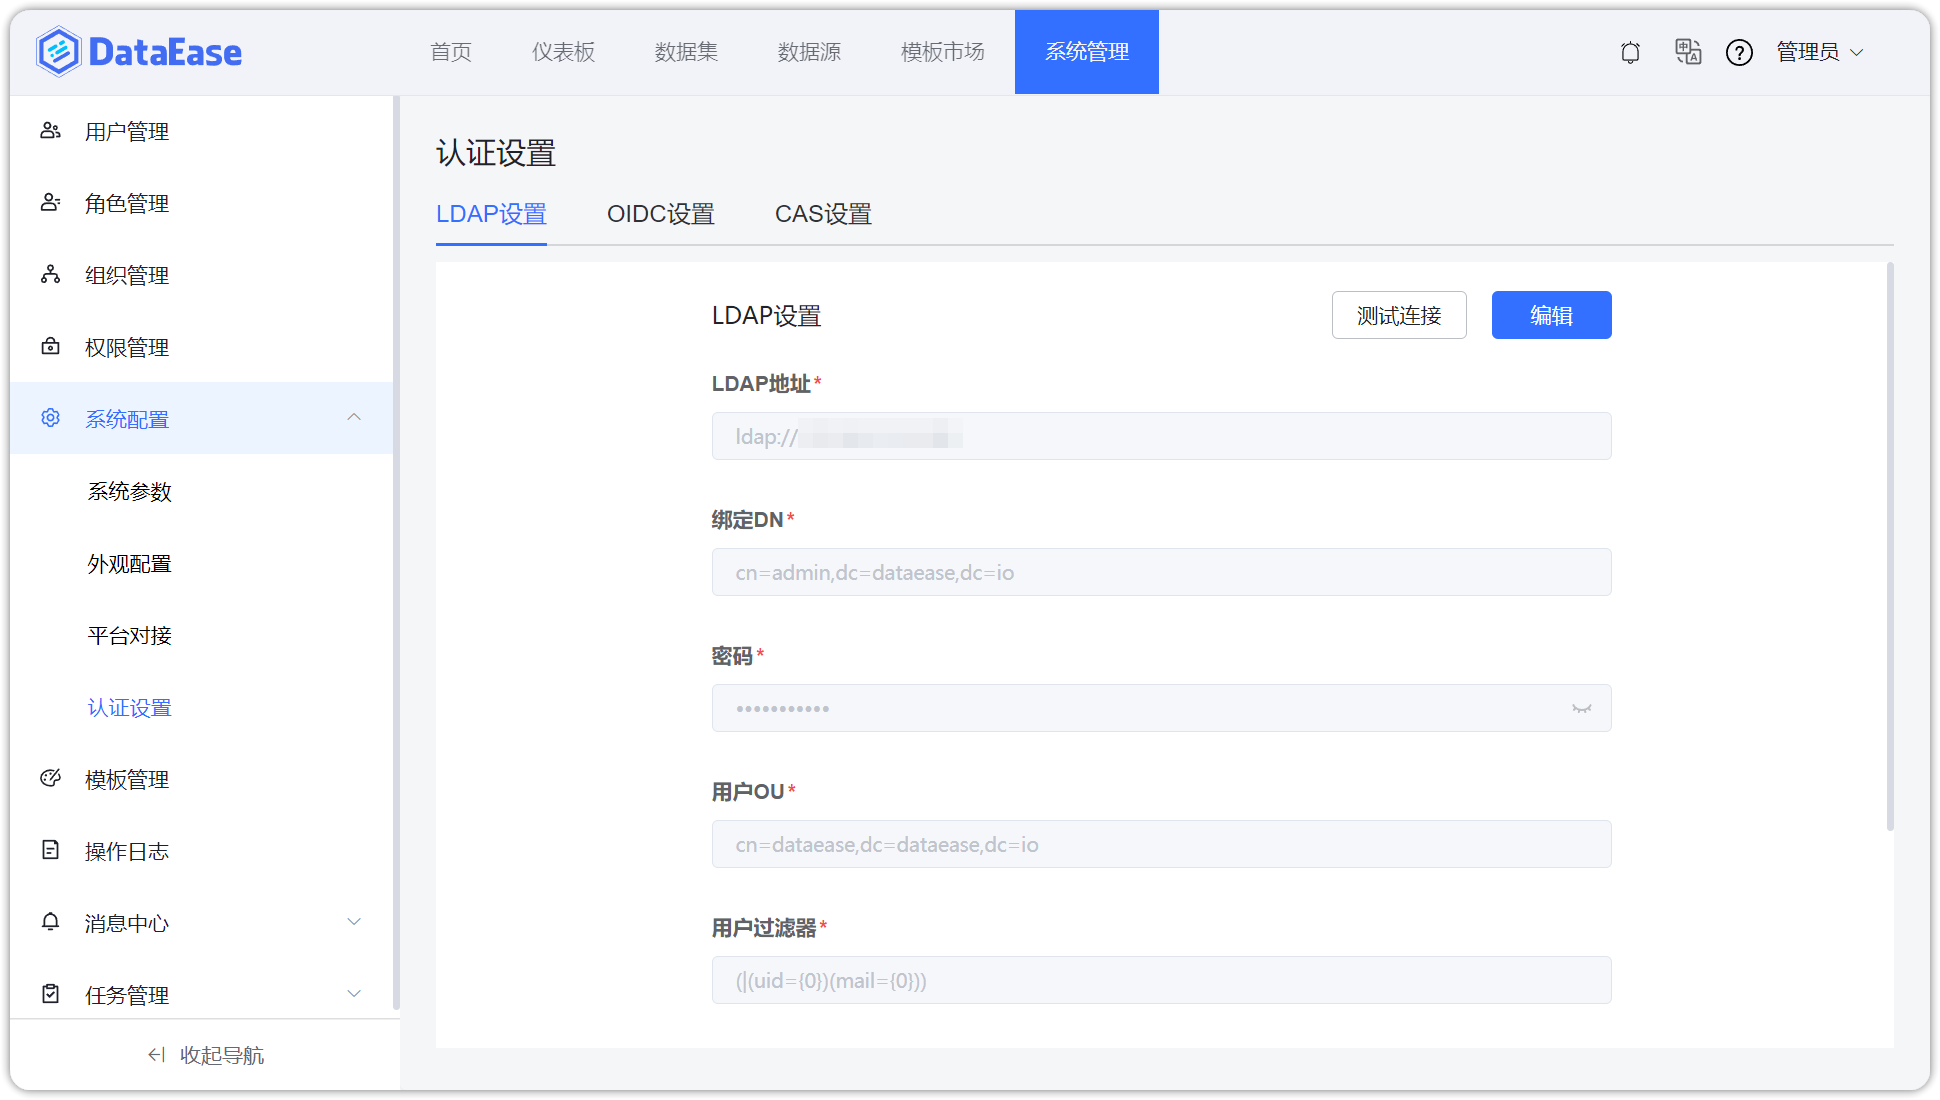 DataEase
首页
仪表板
数据集
数据源
模板市场
系统管理
管理员
用户管理
角色管理
组织管理
权限管理
系统配置
系统参数
外观配置
平台对接
认证设置
模板管理
操作日志
消息中心
任务管理
收起导航
认证设置
LDAP设置
OIDC设置
CAS设置
LDAP设置
测试连接
编辑
LDAP地址*
ldap://
绑定DN*
cn=admin,dc=dataease,dc=io
密码*
•••••••••••
用户OU*
cn=dataease,dc=dataease,dc=io
用户过滤器*
(|(uid={0})(mail={0}))